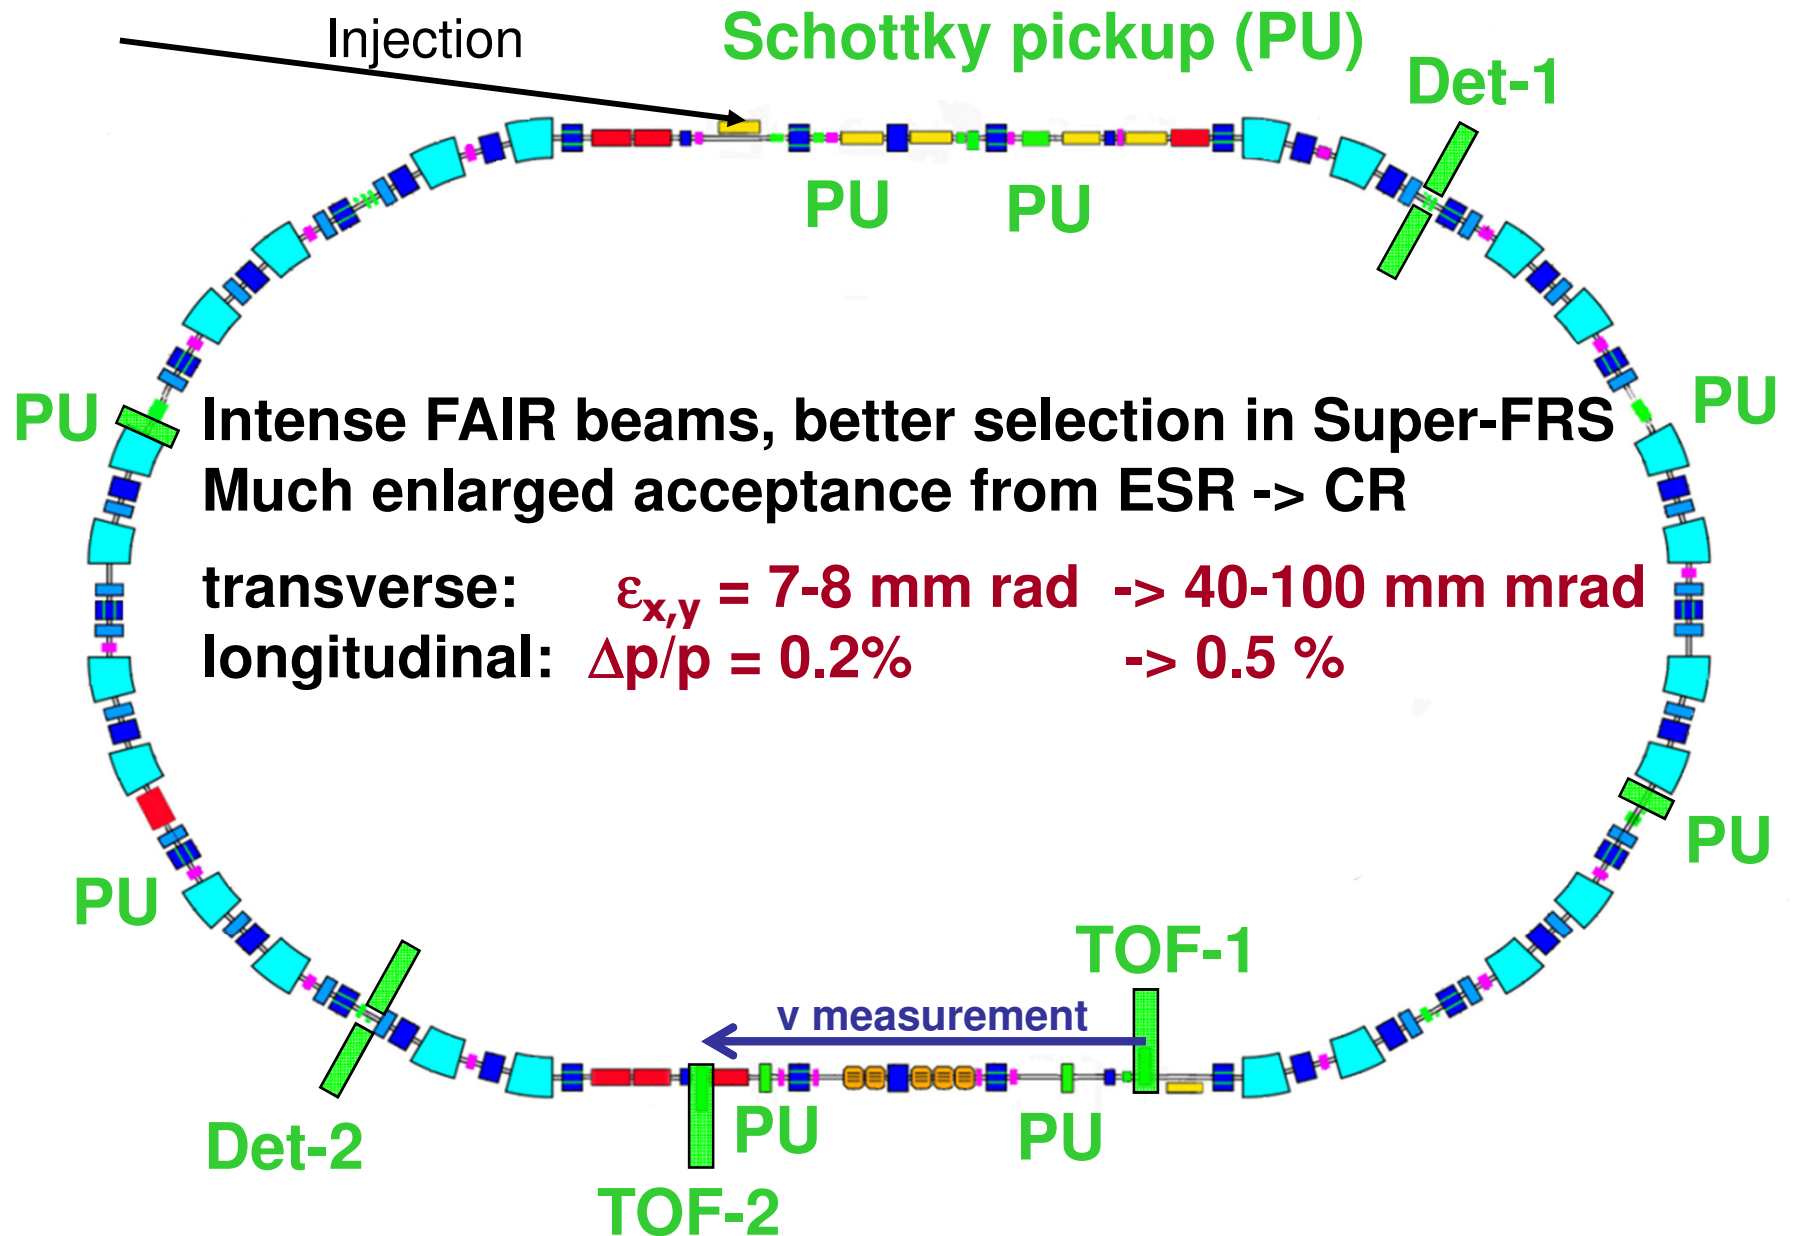 Injection
Schottky pickup (PU)
Det-1
PU
PU
PU
PU
Intense FAIR beams, better selection in Super-FRS
Much enlarged acceptance from ESR -> CR
transverse: εx,y = 7-8 mm rad -> 40-100 mm mrad
longitudinal: Δp/p = 0.2% -> 0.5 %
PU
PU
TOF-1
v measurement
Det-2
PU
PU
TOF-2